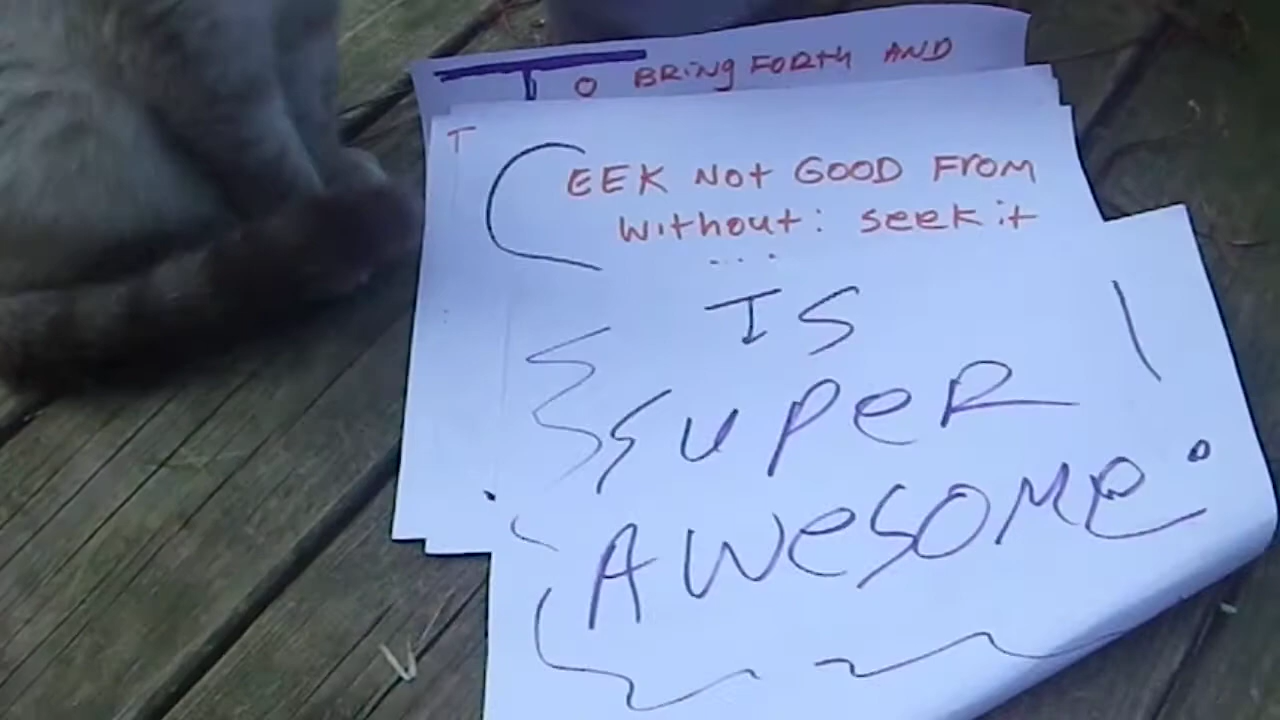 To BRING FORTH AND
T
SEEK Not GOOD FROM
without: seek it
...
IS
SUPER
AWESOME!